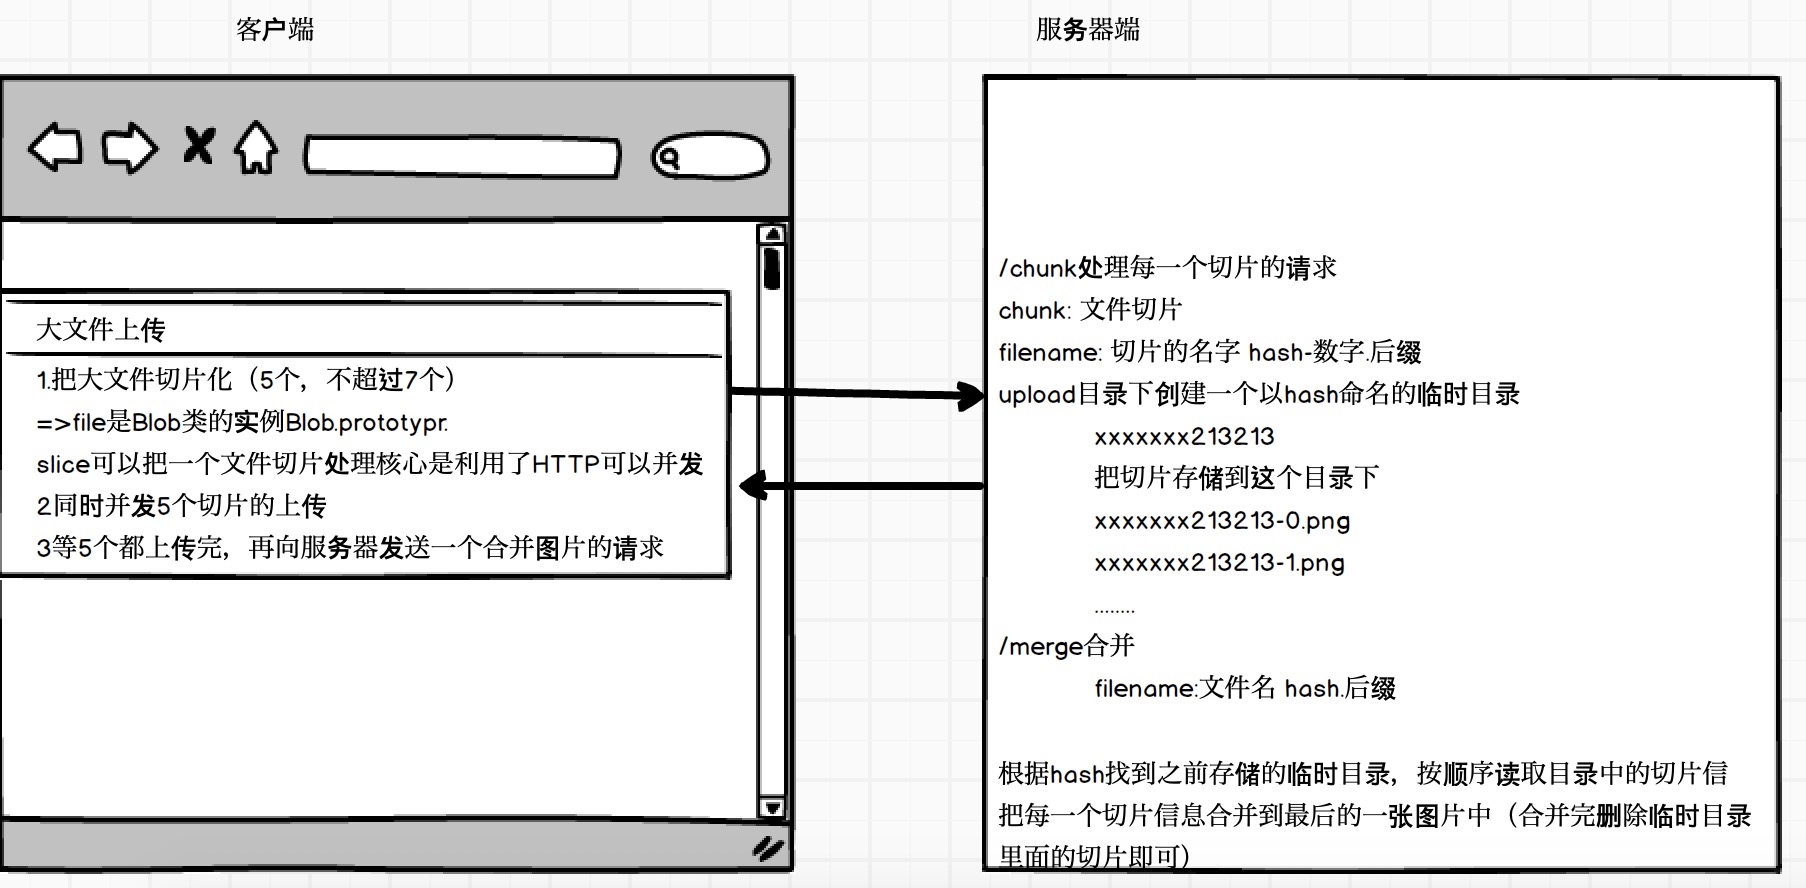 客户端
服务器端
大文件上传
1.把大文件切片化（5个，不超过7个）
=>file是Blob类的实例Blob.prototypr.
slice可以把一个文件切片处理核心是利用了HTTP可以并发
2同时并发5个切片的上传
3等5个都上传完，再向服务器发送一个合并图片的请求
/chunk处理每一个切片的请求
chunk: 文件切片
filename: 切片的名字 hash-数字.后缀
upload目录下创建一个以hash命名的临时目录
xxxxxxx213213
把切片存储到这个目录下
xxxxxxx213213-0.png
xxxxxxx213213-1.png
........
/merge合并
filename:文件名 hash.后缀
根据hash找到之前存储的临时目录，按顺序读取目录中的切片信
把每一个切片信息合并到最后的一张图片中（合并完删除临时目录
里面的切片即可）